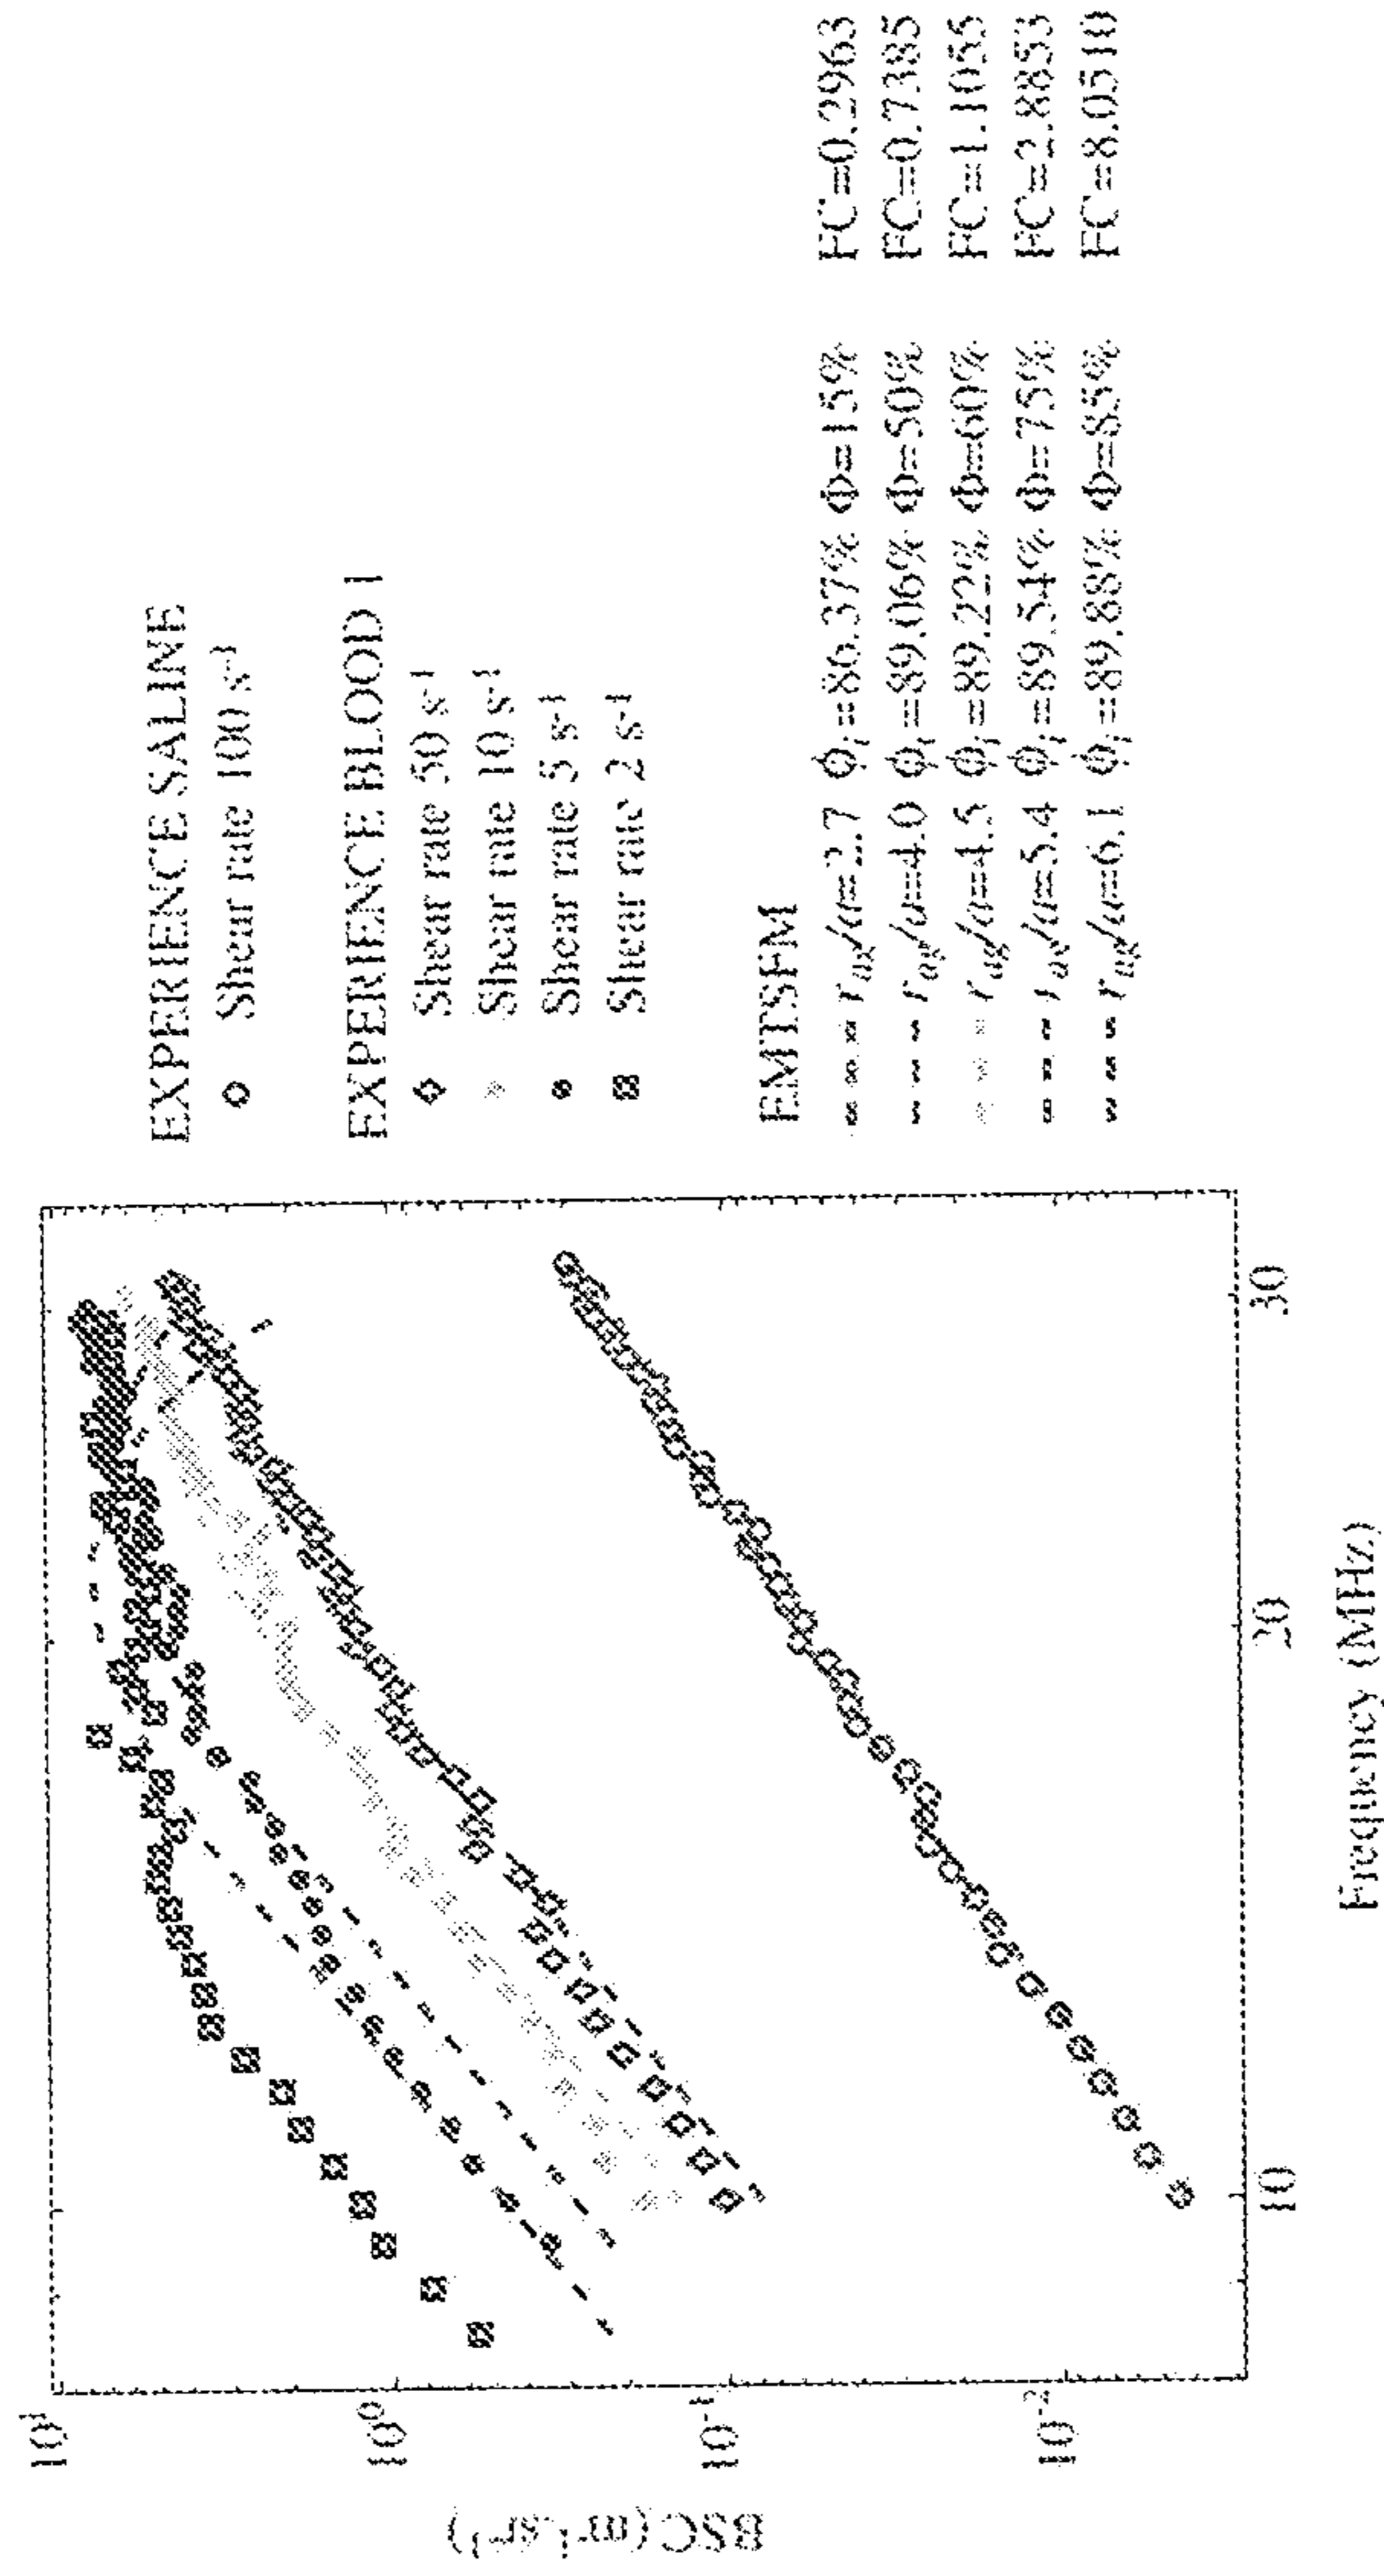 BSC (m⁻¹.sr⁻¹)
10¹
10⁰
10⁻¹
10⁻²
10
20
30
Frequency (MHz)
EXPERIENCE SALINE
Shear rate 100 s⁻¹
EXPERIENCE BLOOD 1
Shear rate 50 s⁻¹
Shear rate 10 s⁻¹
Shear rate 5 s⁻¹
Shear rate 2 s⁻¹
EMTSFM
r_ag/a=2.7 ϕ_i=86.37% Φ=15% FC=0.2963
r_ag/a=4.0 ϕ_i=89.06% Φ=50% FC=0.7385
r_ag/a=4.5 ϕ_i=89.22% Φ=60% FC=1.1055
r_ag/a=5.4 ϕ_i=89.54% Φ=75% FC=2.8853
r_ag/a=6.1 ϕ_i=89.88% Φ=85% FC=8.0510